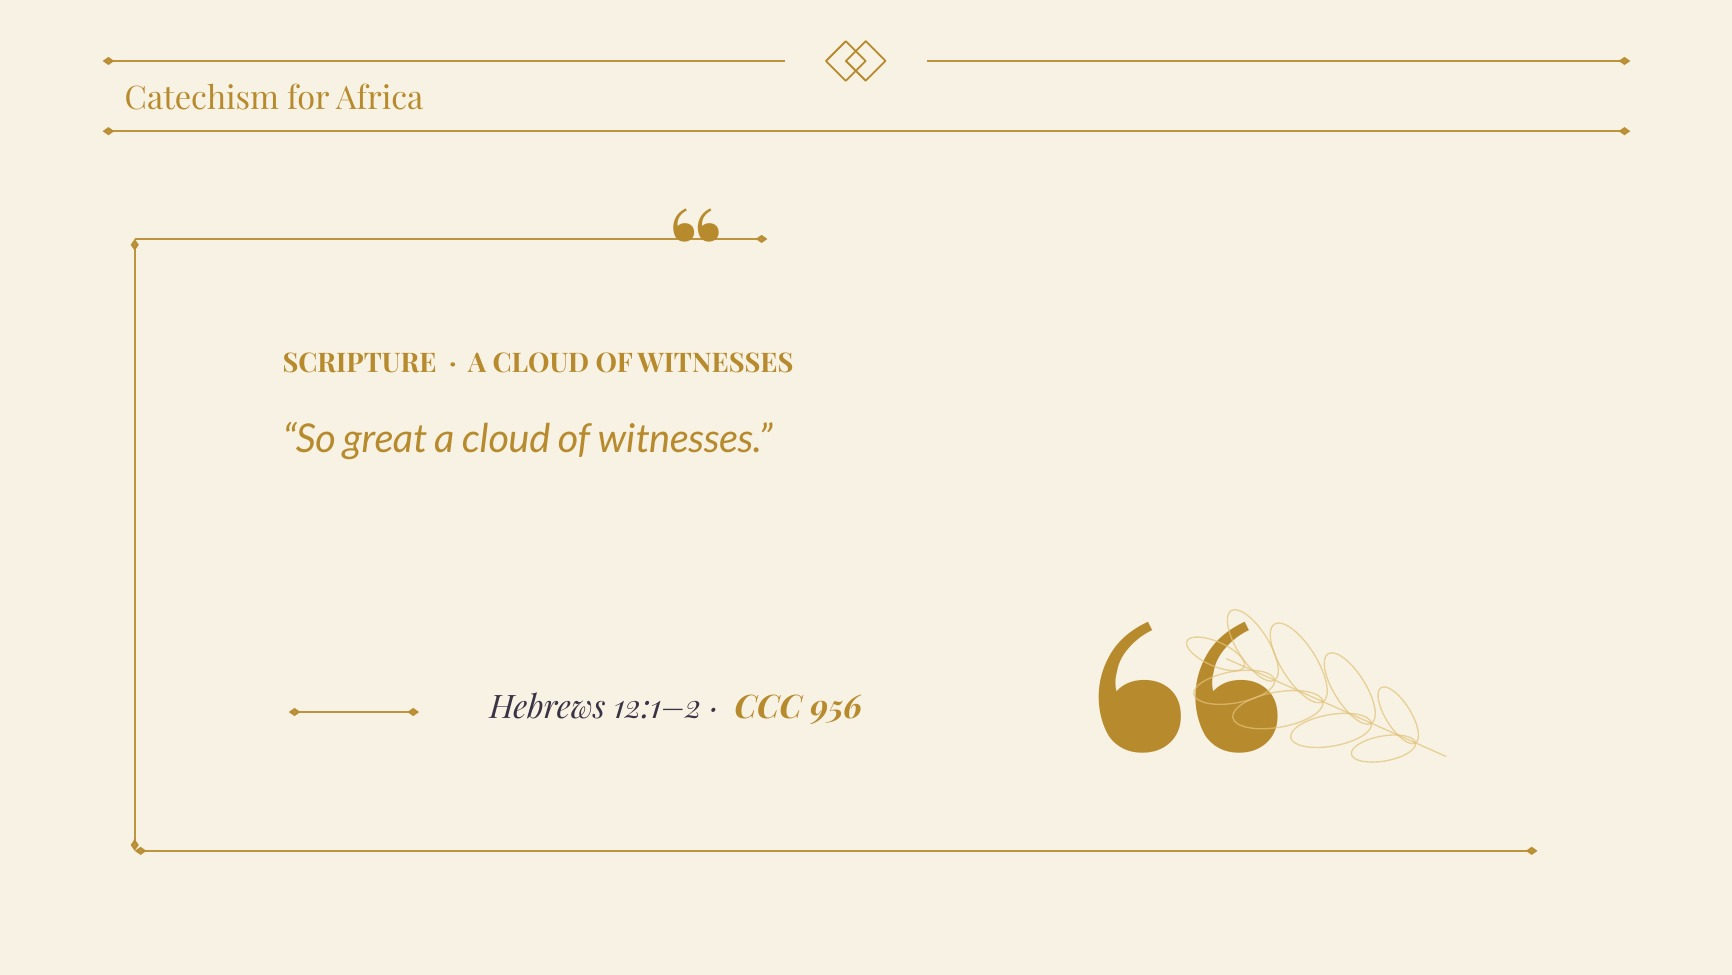 Catechism for Africa
SCRIPTURE · A CLOUD OF WITNESSES
“So great a cloud of witnesses.”
Hebrews 12:1–2 · CCC 956